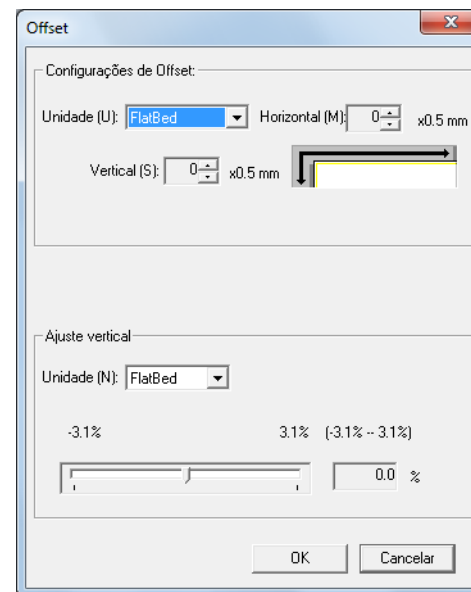 Offset
Configurações de Offset:
Unidade (U): FlatBed Horizontal (M): 0 x0.5 mm
Vertical (S): 0 x0.5 mm
Ajuste vertical
Unidade (N): FlatBed
-3.1% 3.1% (-3.1% -- 3.1%)
0.0 %
OK Cancelar